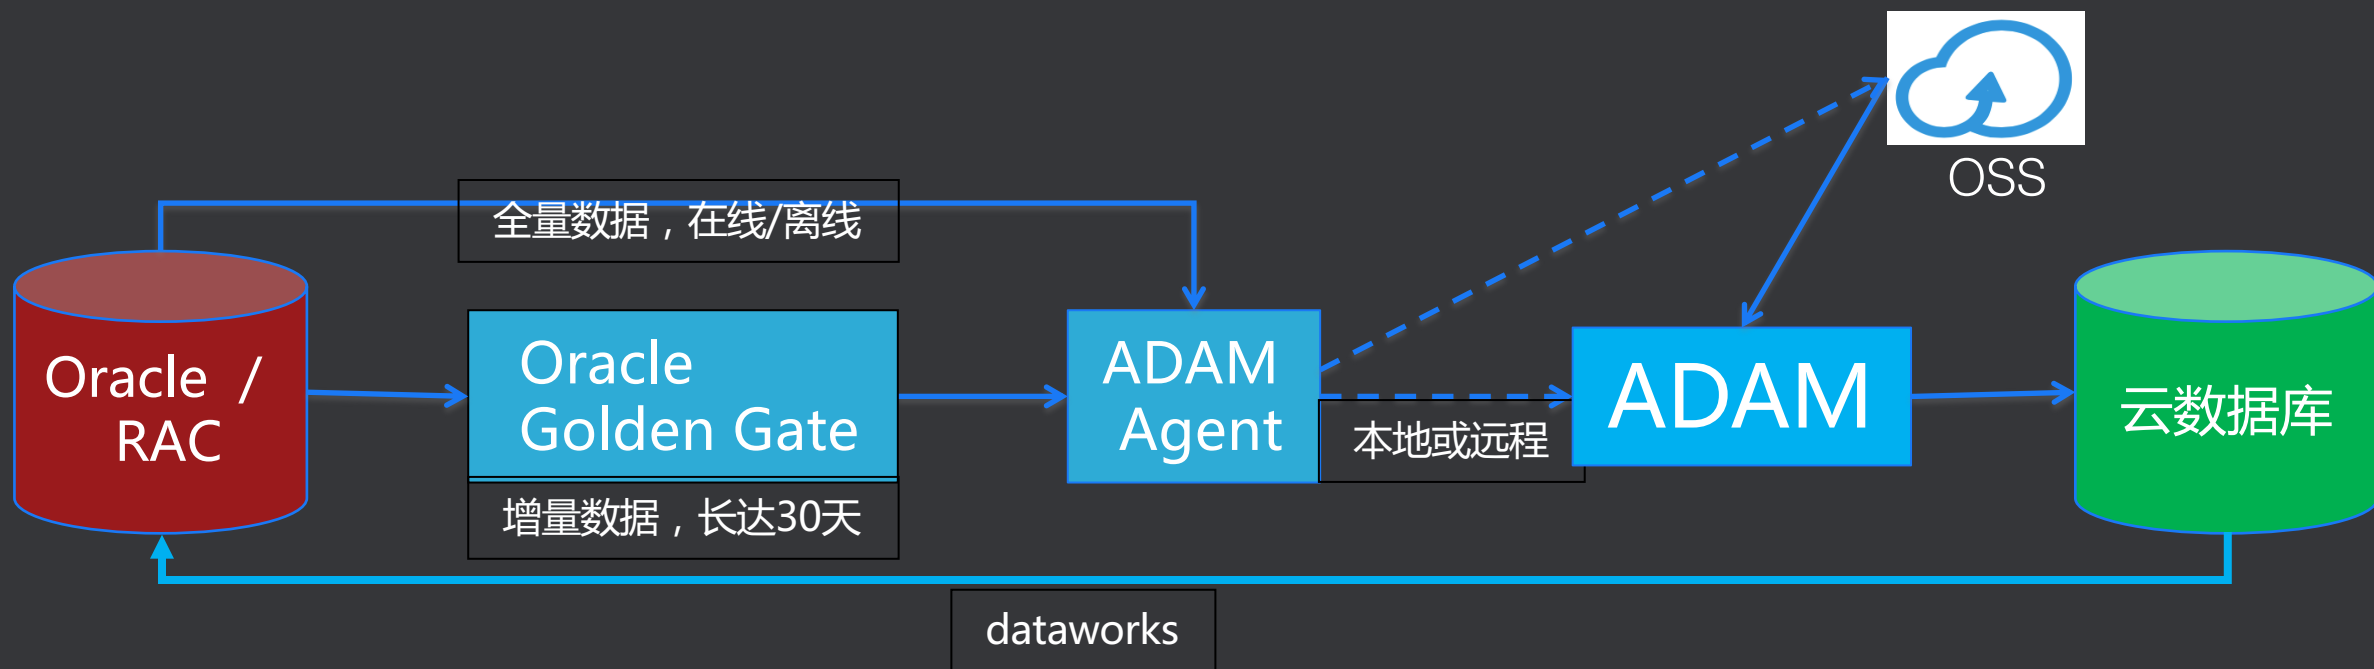 OSS
全量数据，在线/离线
Oracle /
RAC
Oracle
Golden Gate
增量数据，长达30天
ADAM
Agent
本地或远程
ADAM
云数据库
dataworks